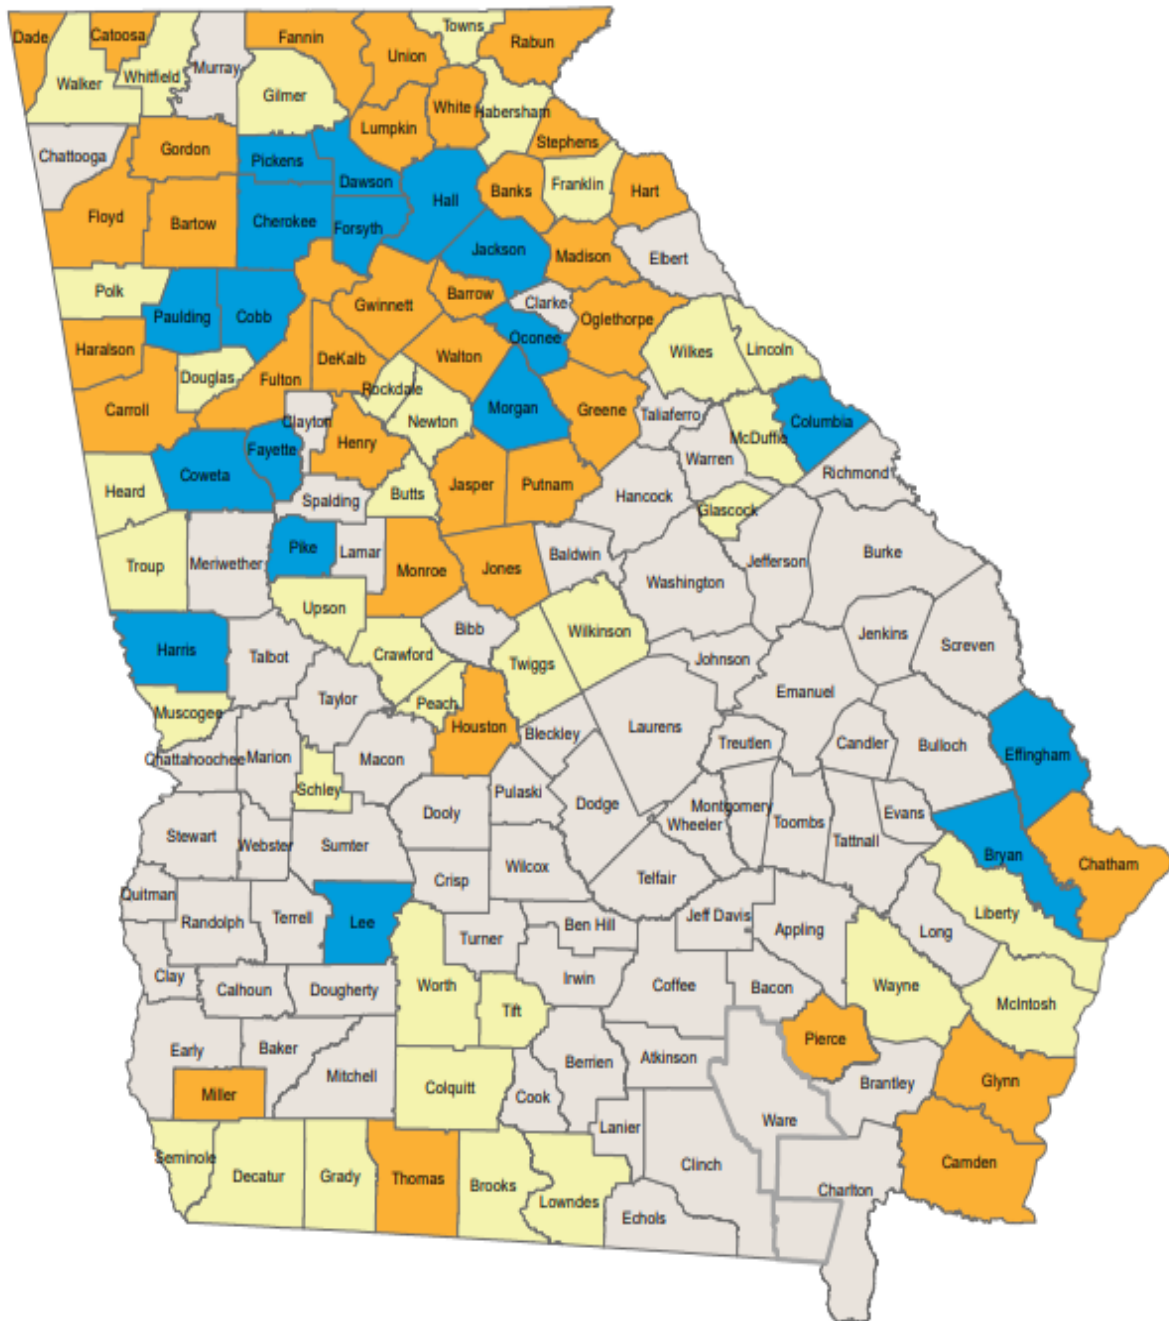 Dade
Catoosa
Fannin
Towns
Rabun
Union
Walker
Whitfield
Murray
Gilmer
White
Habersham
Lumpkin
Stephens
Chattooga
Gordon
Pickens
Dawson
Hall
Banks
Franklin
Hart
Floyd
Bartow
Cherokee
Forsyth
Jackson
Madison
Elbert
Polk
Paulding
Cobb
Gwinnett
Barrow
Clarke
Oglethorpe
Oconee
Haralson
Douglas
Fulton
DeKalb
Walton
Wilkes
Lincoln
Carroll
Rockdale
Clayton
Newton
Morgan
Greene
Taliaferro
Columbia
McDuffie
Henry
Fayette
Coweta
Warren
Richmond
Heard
Spalding
Butts
Jasper
Putnam
Hancock
Glascock
Troup
Meriwether
Pike
Lamar
Monroe
Jones
Baldwin
Washington
Jefferson
Burke
Upson
Bibb
Wilkinson
Harris
Talbot
Crawford
Twiggs
Johnson
Jenkins
Screven
Muscogee
Taylor
Peach
Houston
Laurens
Emanuel
Chattahoochee
Marion
Macon
Bleckley
Treutlen
Candler
Bulloch
Effingham
Schley
Pulaski
Dodge
Montgomery
Wheeler
Toombs
Tattnall
Evans
Stewart
Webster
Sumter
Dooly
Wilcox
Bryan
Chatham
Quitman
Randolph
Terrell
Lee
Crisp
Telfair
Liberty
Turner
Ben Hill
Jeff Davis
Appling
Long
Clay
Calhoun
Dougherty
Worth
Tift
Irwin
Coffee
Bacon
Wayne
McIntosh
Early
Baker
Mitchell
Berrien
Atkinson
Pierce
Miller
Colquitt
Cook
Lanier
Ware
Brantley
Glynn
Seminole
Decatur
Grady
Thomas
Brooks
Lowndes
Echols
Clinch
Charlton
Camden